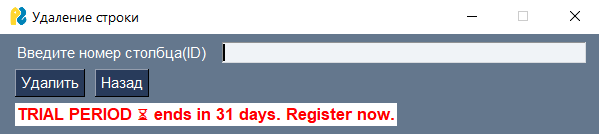 Удаление строки
Введите номер столбца(ID)
Удалить Назад
TRIAL PERIOD ⏳ ends in 31 days. Register now.